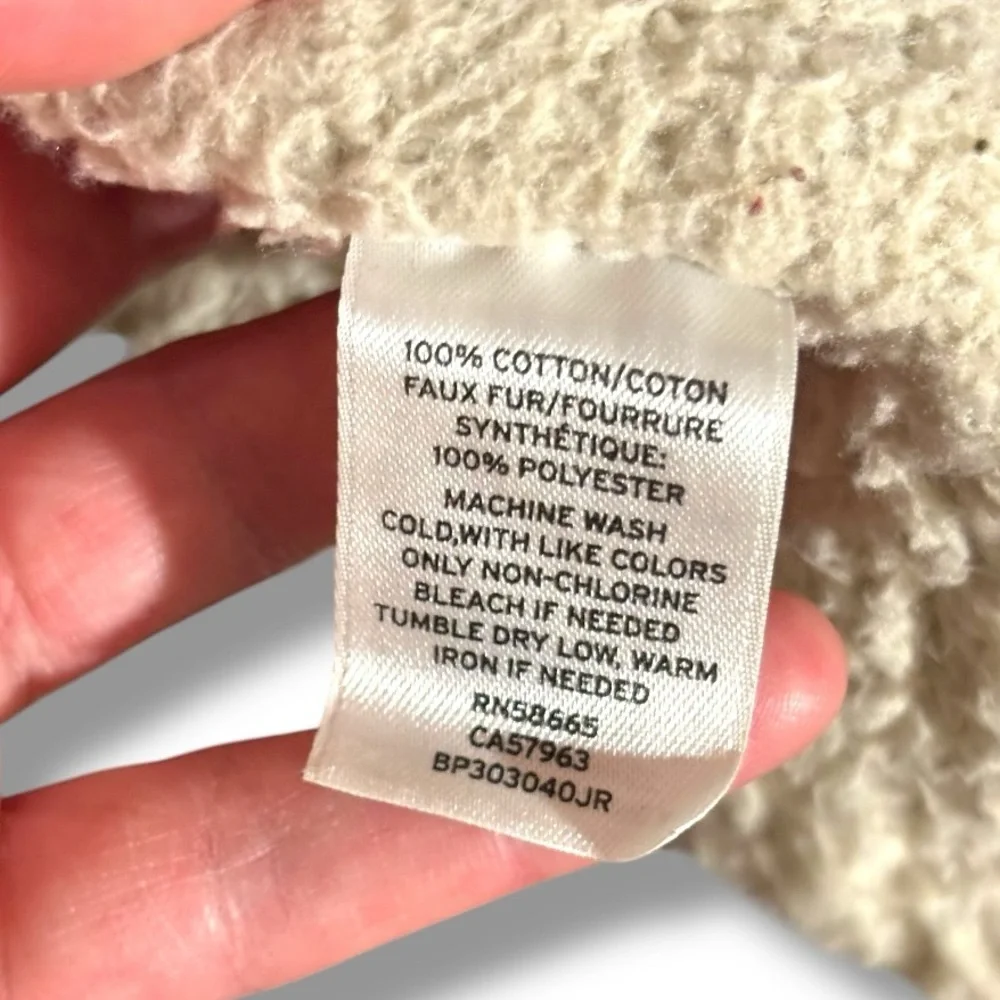 100% COTTON/COTON
FAUX FUR/FOURRURE
SYNTHÉTIQUE:
100% POLYESTER
MACHINE WASH
COLD,WITH LIKE COLORS
ONLY NON-CHLORINE
BLEACH IF NEEDED
TUMBLE DRY LOW, WARM
IRON IF NEEDED
RN58665
CA57963
BP303040JR